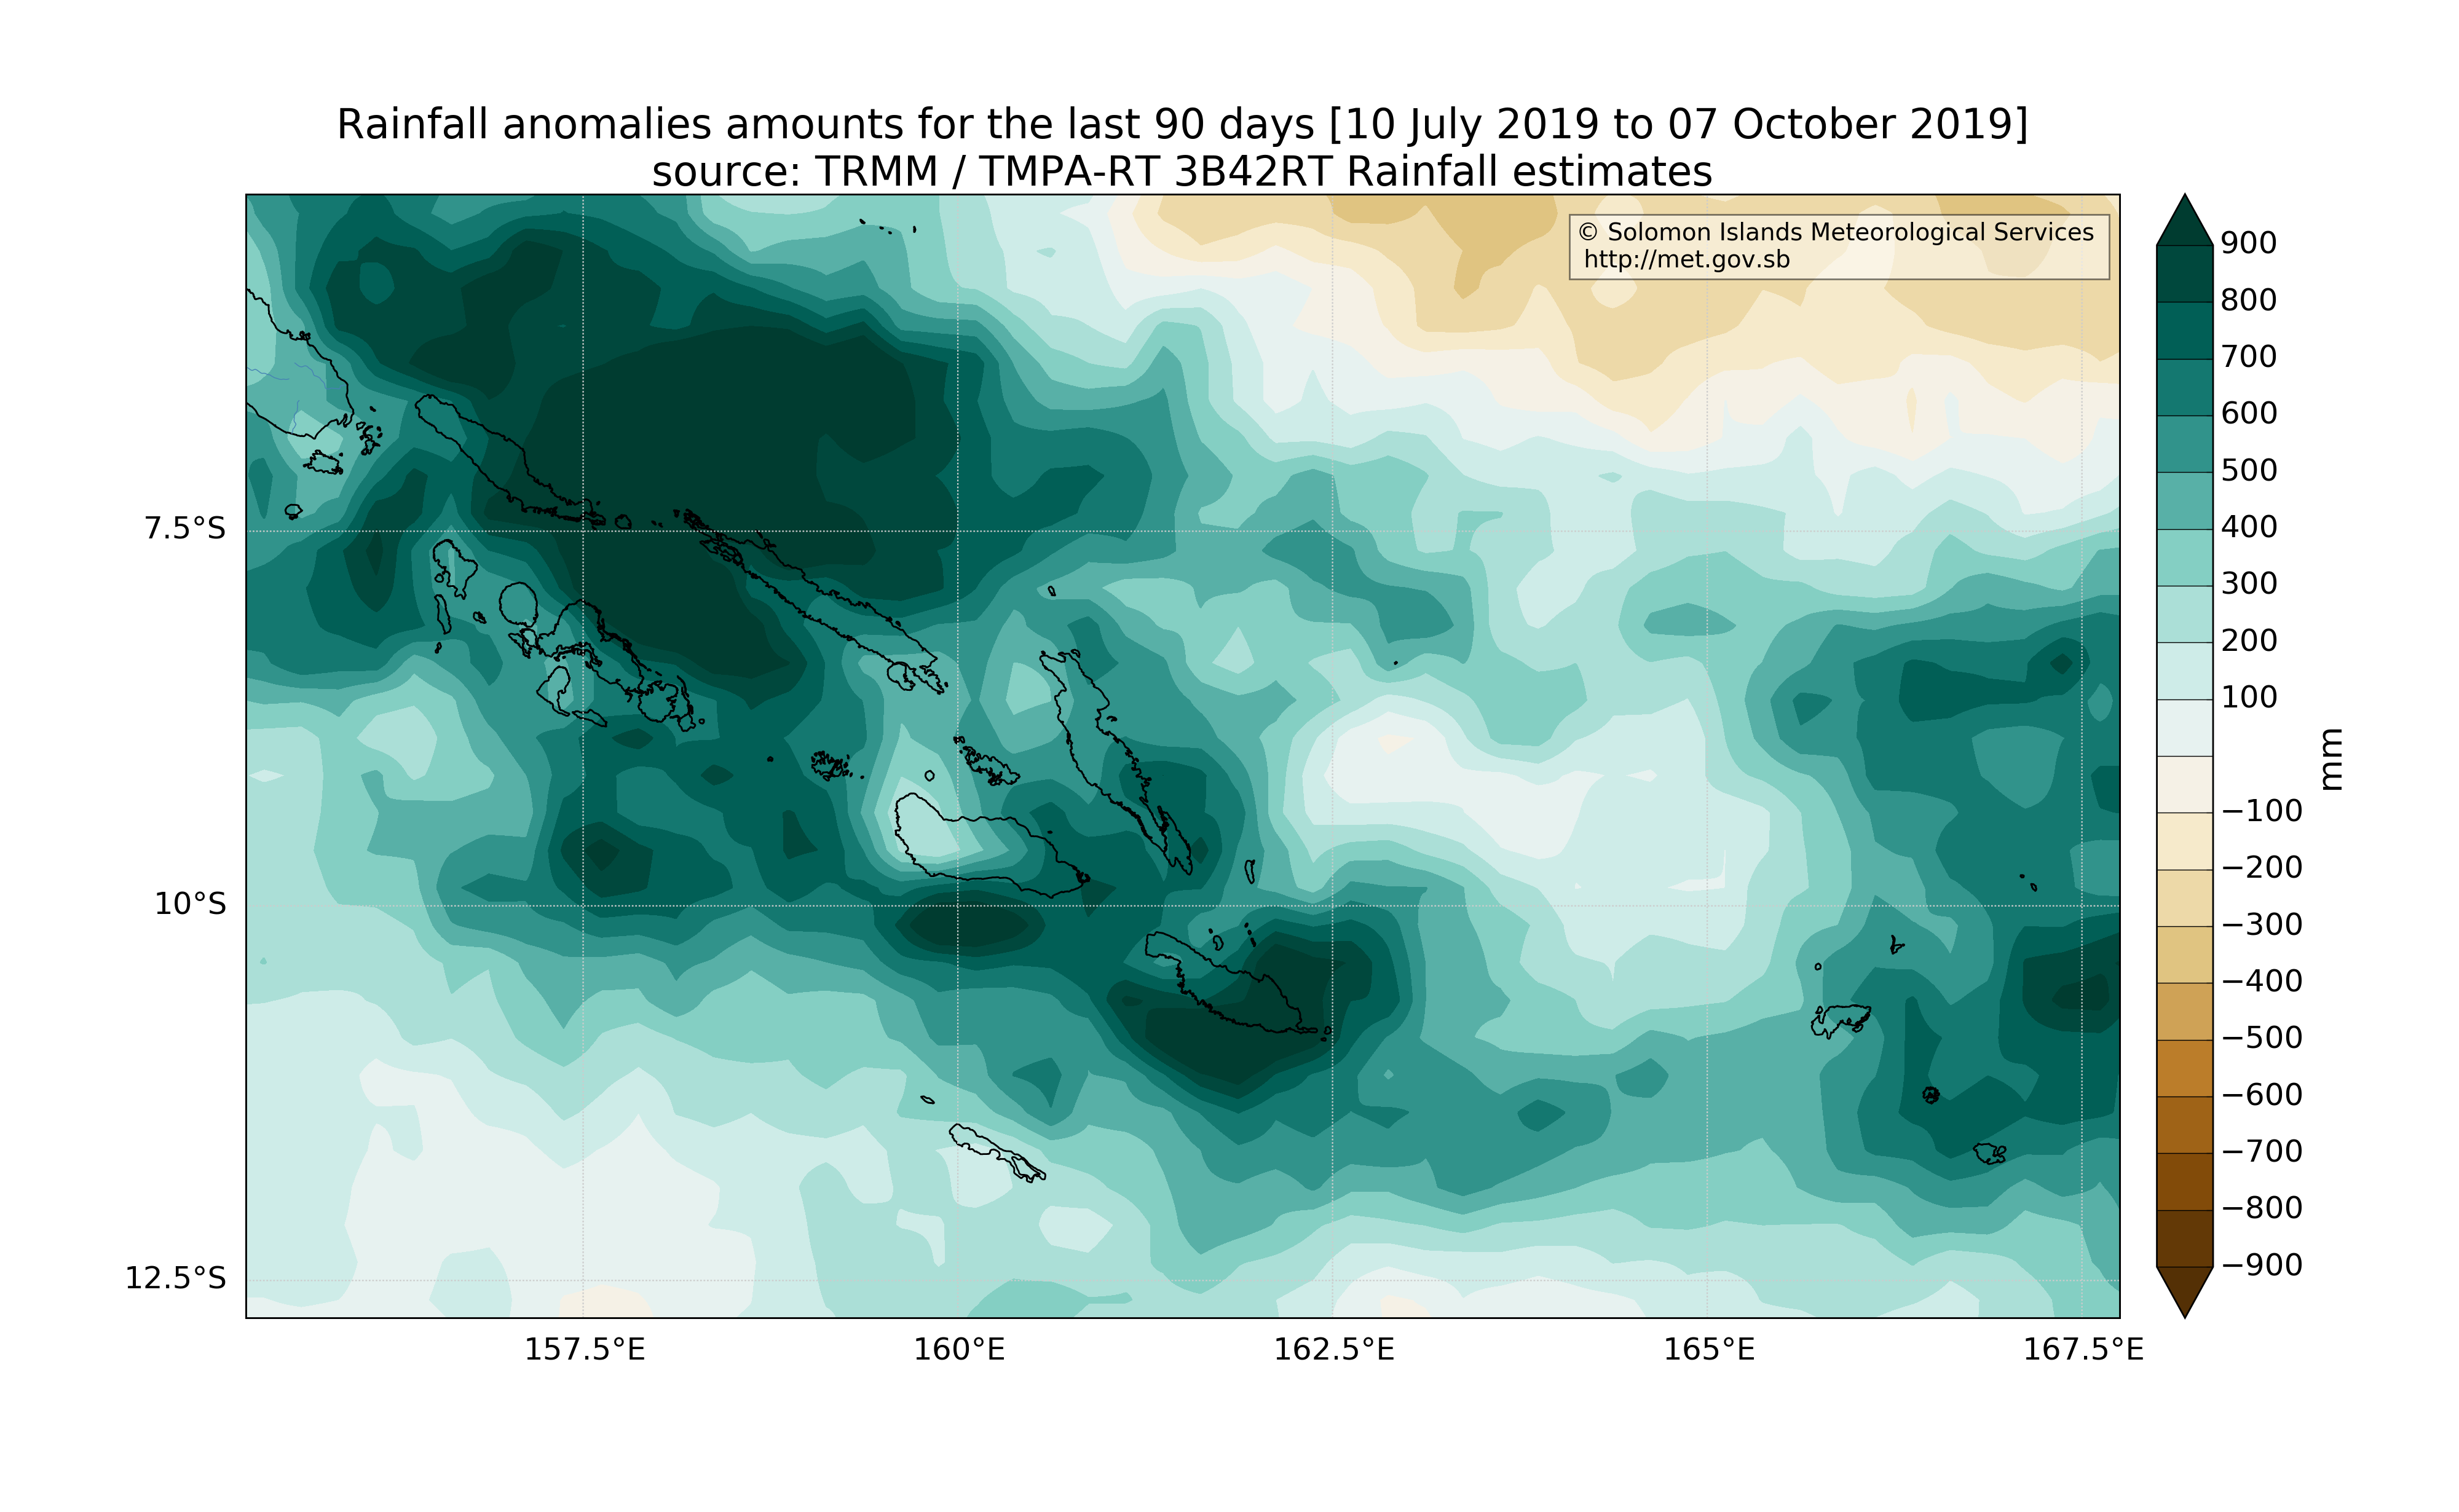 Rainfall anomalies amounts for the last 90 days [10 July 2019 to 07 October 2019]
source: TRMM / TMPA-RT 3B42RT Rainfall estimates
© Solomon Islands Meteorological Services
http://met.gov.sb
7.5°S
10°S
12.5°S
157.5°E
160°E
162.5°E
165°E
167.5°E
900
800
700
600
500
400
300
200
100
−100
−200
−300
−400
−500
−600
−700
−800
−900
mm